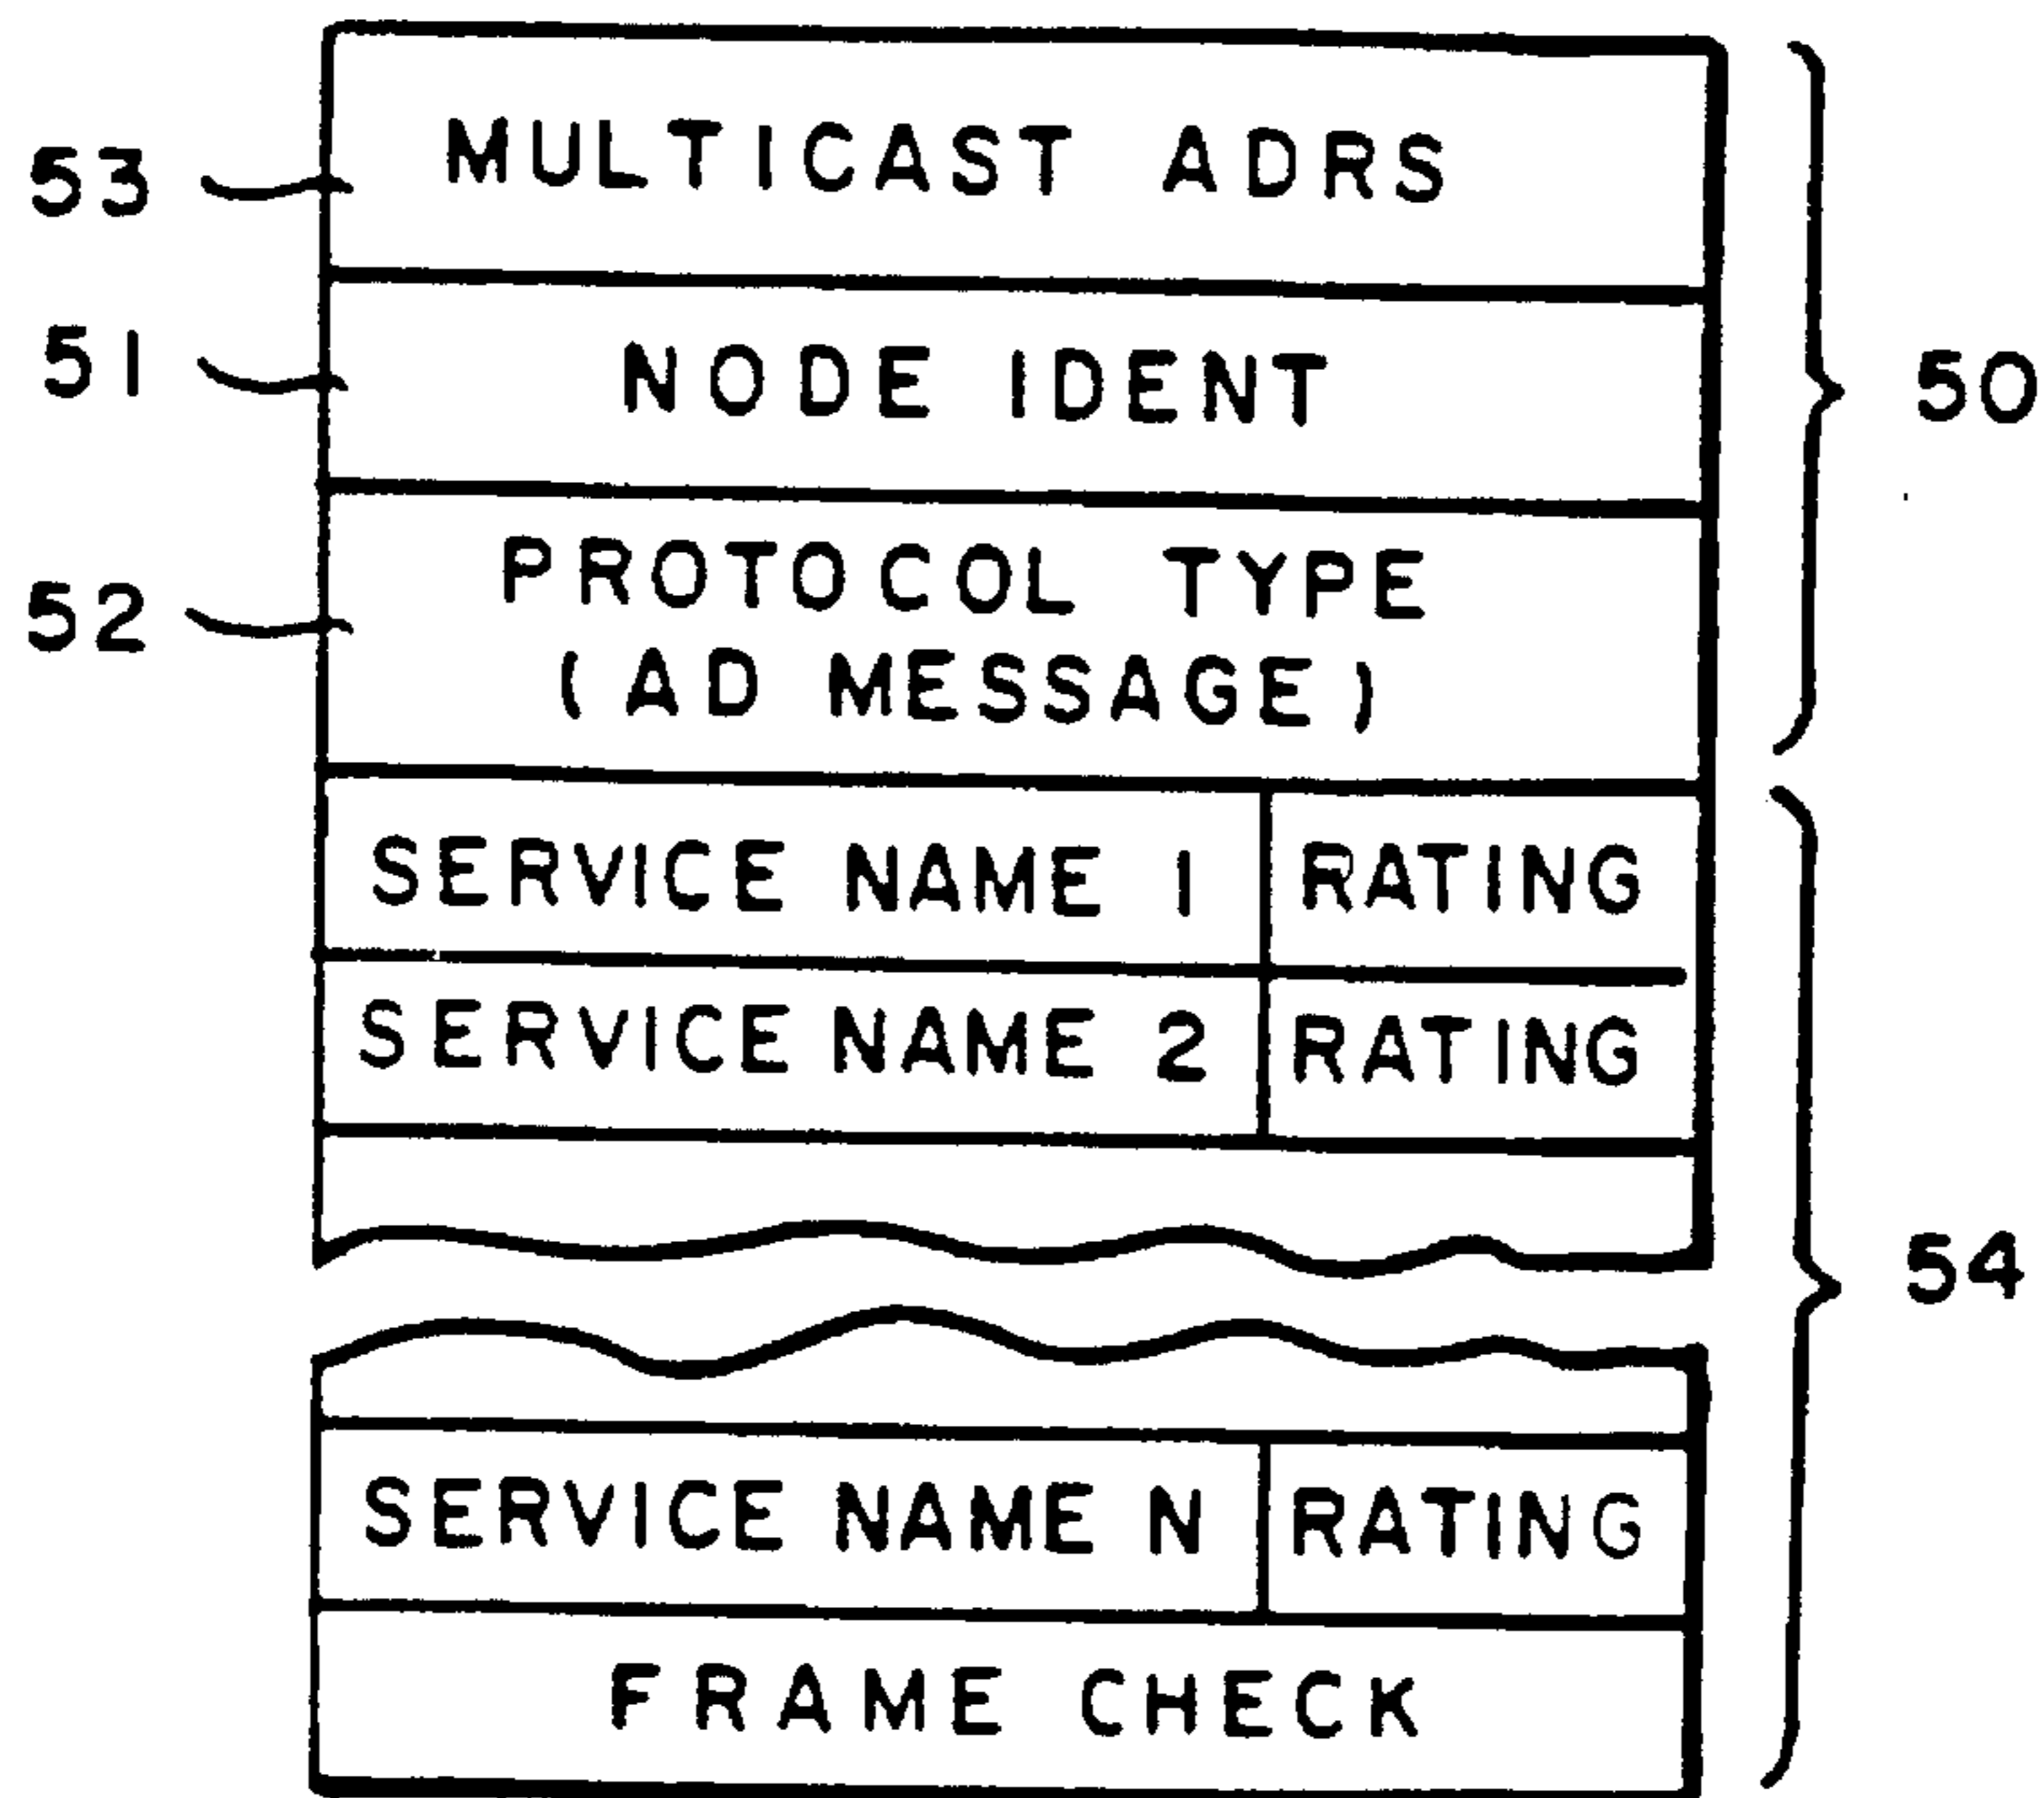 53 MULTICAST ADRS
51 NODE IDENT
50
52 PROTOCOL TYPE
(AD MESSAGE)
SERVICE NAME 1 RATING
SERVICE NAME 2 RATING
54
SERVICE NAME N RATING
FRAME CHECK